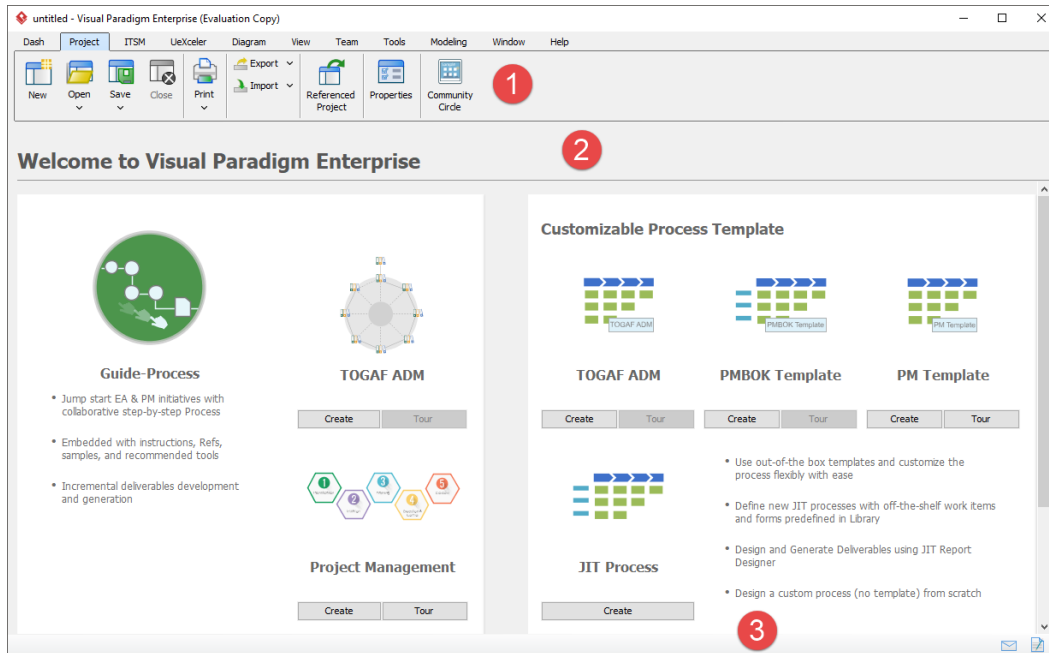 untitled - Visual Paradigm Enterprise (Evaluation Copy)
Dash Project ITSM UeXceler Diagram View Team Tools Modeling Window Help
New Open Save Close Print Export Import Referenced Project Properties Community Circle
1
2
Welcome to Visual Paradigm Enterprise
Guide-Process
• Jump start EA & PM initiatives with
collaborative step-by-step Process
• Embedded with instructions, Refs,
samples, and recommended tools
• Incremental deliverables development
and generation
TOGAF ADM
Create Tour
1 2 3 4 5
Project Management
Create Tour
Customizable Process Template
TOGAF ADM PMBOK Template PM Template
TOGAF ADM PMBOK Template PM Template
Create Tour Create Tour Create Tour
JIT Process
Create
• Use out-of-the box templates and customize the
process flexibly with ease
• Define new JIT processes with off-the-shelf work items
and forms predefined in Library
• Design and Generate Deliverables using JIT Report
Designer
• Design a custom process (no template) from scratch
3